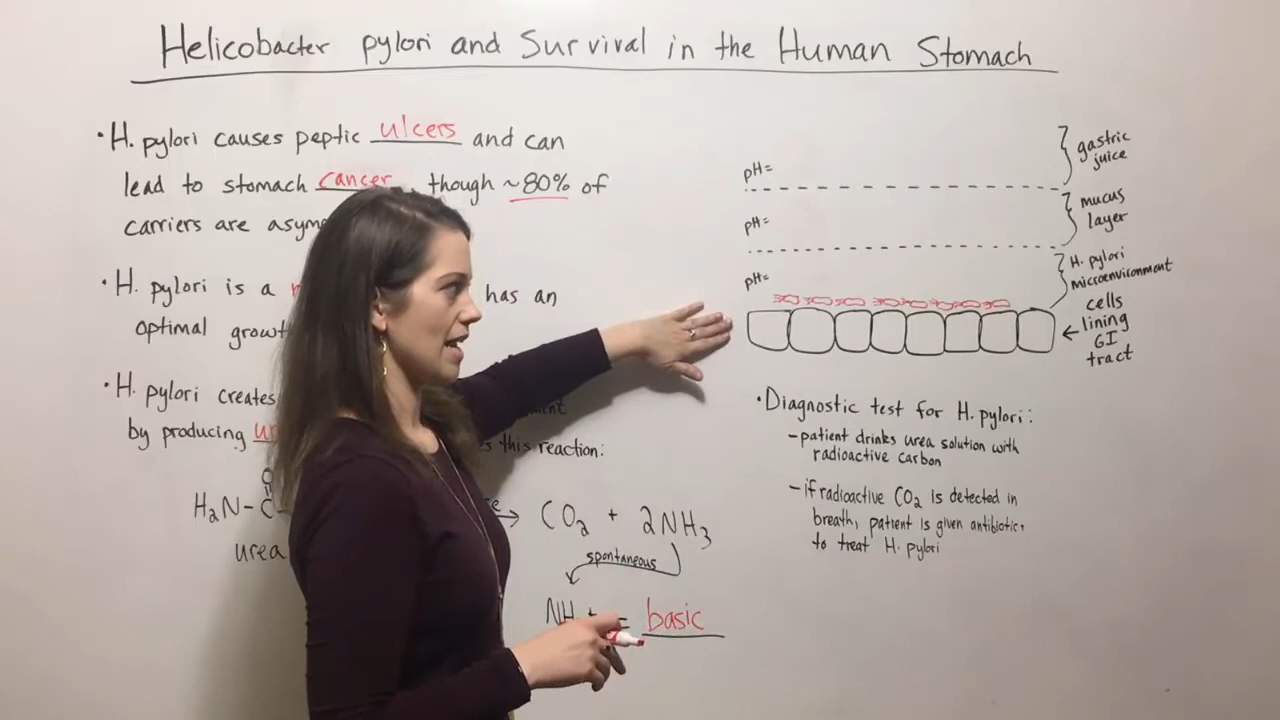 Helicobacter pylori and Survival in the Human Stomach
• H. pylori causes peptic ulcers and can
lead to stomach cancer, though ~80% of
carriers are
• H. pylori is a has an
optimal
• H. pylori creates
by producing this reaction:
H₂N-C → CO₂ + 2NH₃
urea
spontaneous
= basic
pH=
pH=
pH=
gastric
juice
mucus
layer
H. pylori
microenvironment
← cells
lining
GI
tract
• Diagnostic test for H. pylori:
- patient drinks urea solution with
radioactive carbon
- if radioactive CO₂ is detected in
breath, patient is given antibiotics
to treat H. pylori